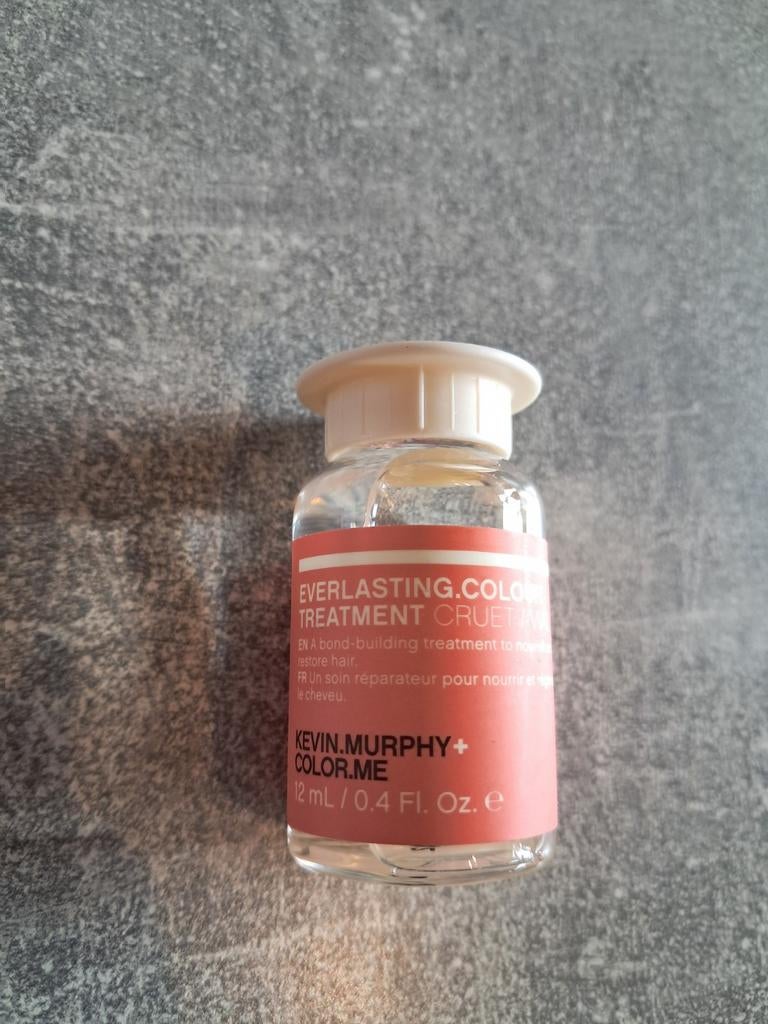 EVERLASTING.COLO
TREATMENT CRUET
EN A bond-building treatment to
restore hair.
FR Un soin réparateur pour nourrir et
le cheveu.
KEVIN.MURPHY+
COLOR.ME
12 mL / 0.4 Fl. Oz. ℮